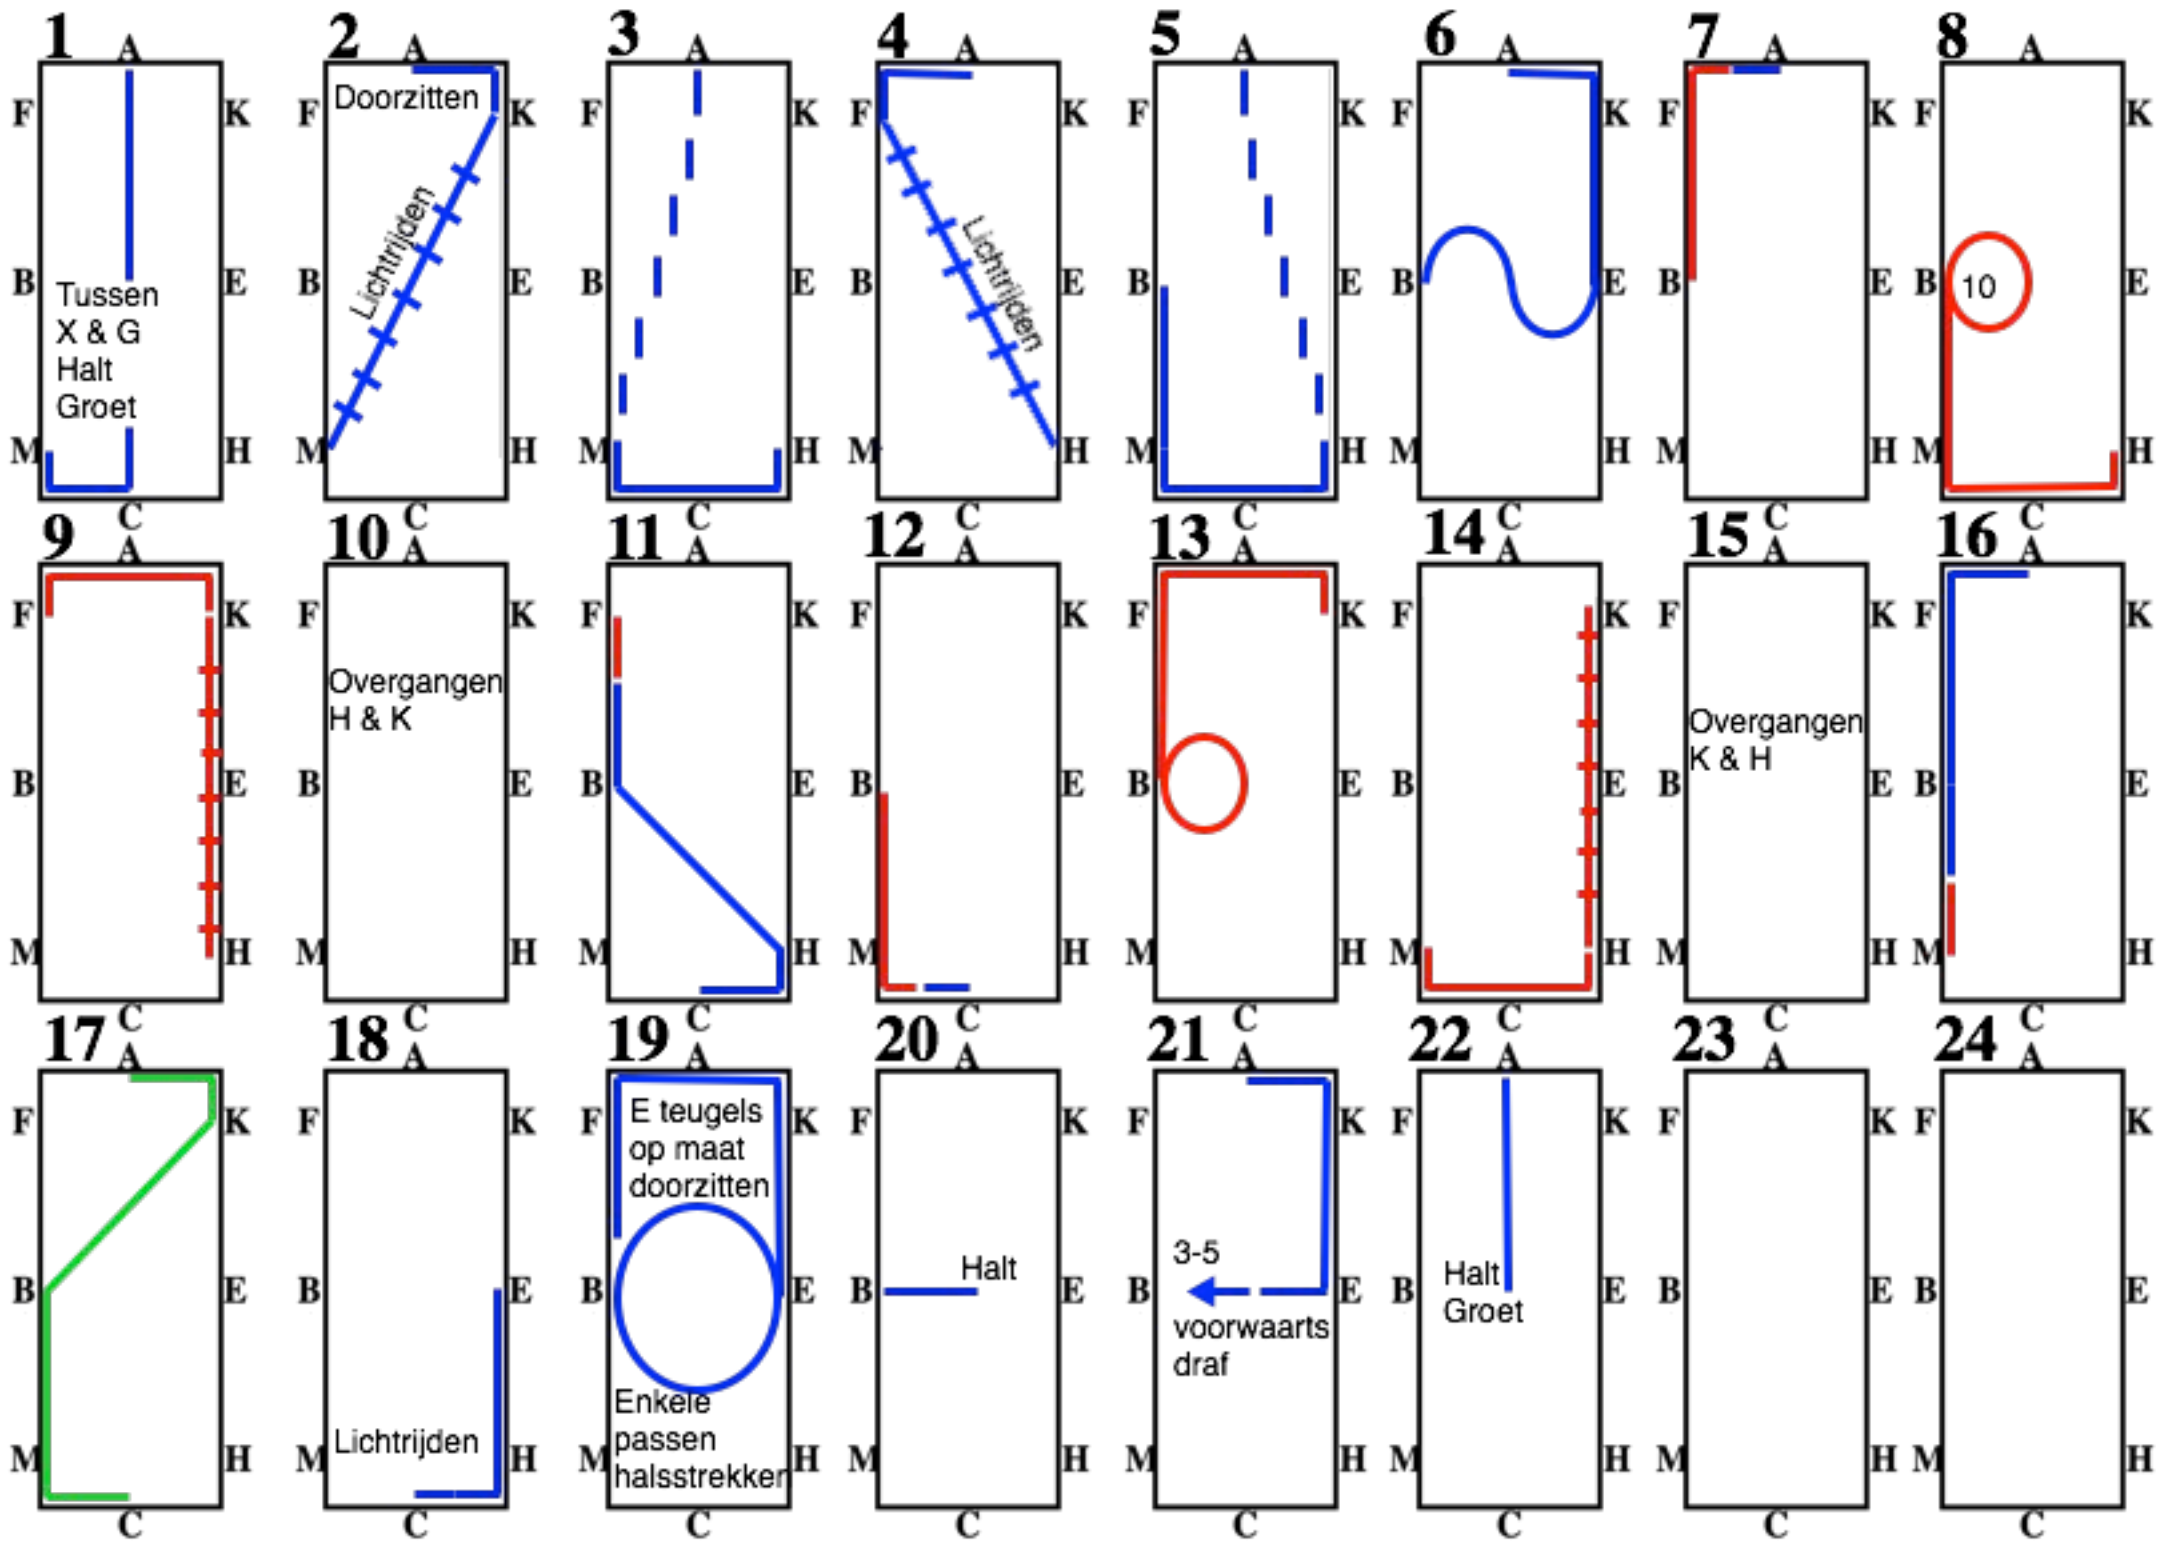 1 2 3 4 5 6 7 8
A A A A A A A A
Doorzitten
F K F K F K F K F K F K F K F K
Lichtrijden
Lichtrijden
B E B E B E B E B E B E B E B E
Tussen
X & G
Halt
Groet
10
M H M H M H M H M H M H M H M H
C C C C C C C C
9 10 11 12 13 14 15 16
A A A A A A A A
F K F K F K F K F K F K F K F K
Overgangen
H & K
Overgangen
K & H
B E B E B E B E B E B E B E B E
M H M H M H M H M H M H M H M H
C C C C C C C C
17 18 19 20 21 22 23 24
A A A A A A A A
F K F K F K F K F K F K F K F K
E teugels
op maat
doorzitten
B E B E B E B E B E B E B E B E
Halt
3-5
voorwaarts
draf
Halt
Groet
Lichtrijden
Enkele
passen
halsstrekken
M H M H M H M H M H M H M H M H
C C C C C C C C